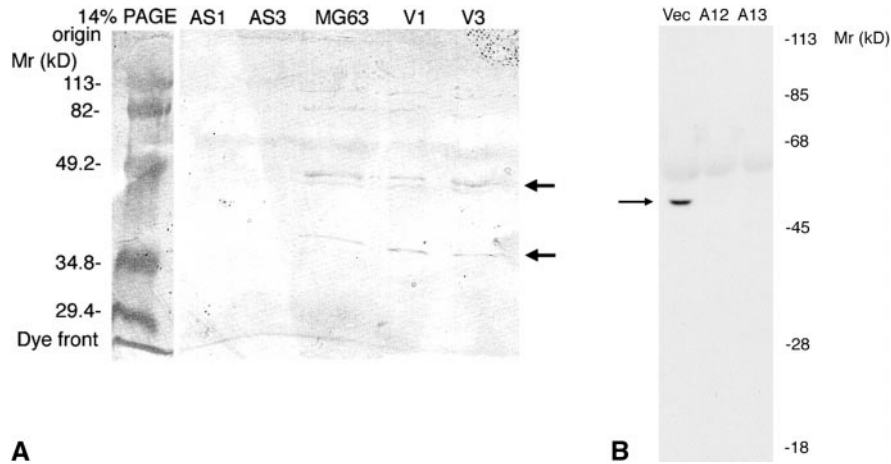 14% PAGE AS1 AS3 MG63 V1 V3
origin
Mr (kD)
113-
82-
49.2-
34.8-
29.4-
Dye front
A
Vec A12 A13
-113 Mr (kD)
-85
-68
-45
-28
-18
B